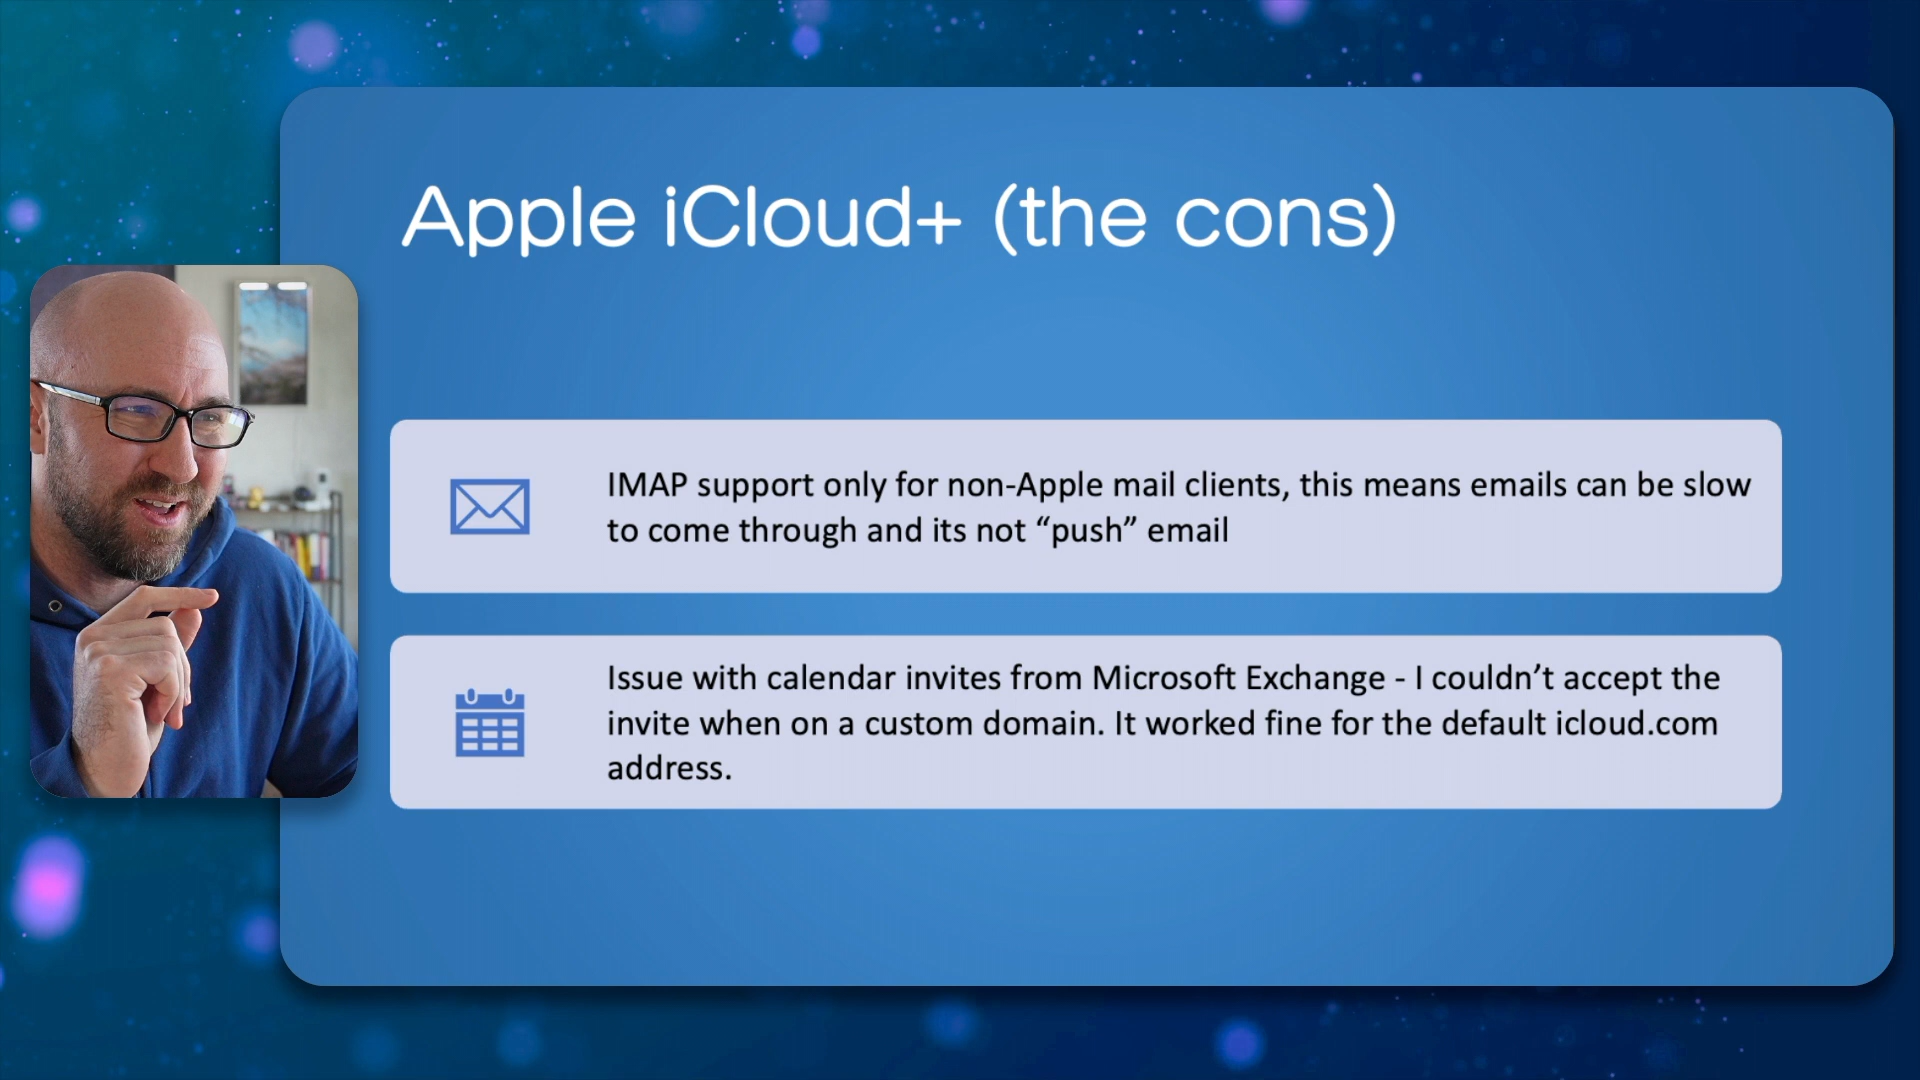 Apple iCloud+ (the cons)
IMAP support only for non-Apple mail clients, this means emails can be slow
to come through and its not “push” email
Issue with calendar invites from Microsoft Exchange - I couldn’t accept the
invite when on a custom domain. It worked fine for the default icloud.com
address.